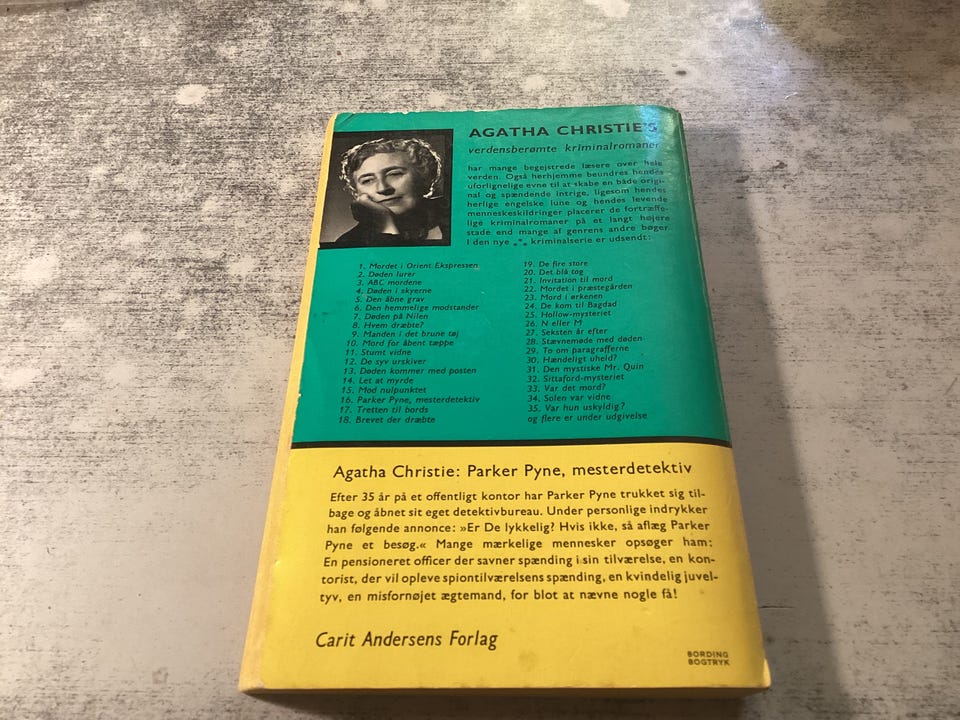 AGATHA CHRISTIE'S
verdensberømte kriminalromaner
har mange begejstrede læsere over hele
verden. Også herhjemme beundres hendes
uforlignelige evne til at skabe en både origi-
nal og spændende intrige, ligesom hendes
herlige engelske lune og hendes levende
menneskeskildringer placerer de fortræffe-
lige kriminalromaner på et langt højere
stade end mange af genrens andre bøger.
I den nye „*„ kriminalserie er udsendt:
1. Mordet i Orient Ekspressen
2. Døden lurer
3. ABC mordene
4. Døden i skyerne
5. Den åbne grav
6. Den hemmelige modstander
7. Døden på Nilen
8. Hvem dræbte?
9. Manden i det brune tøj
10. Mord for åbent tæppe
11. Stumt vidne
12. De syv urskiver
13. Døden kommer med posten
14. Let at myrde
15. Mod nulpunktet
16. Parker Pyne, mesterdetektiv
17. Tretten til bords
18. Brevet der dræbte
19. De fire store
20. Det blå tog
21. Invitation til mord
22. Mordet i præstegården
23. Mord i ørkenen
24. De kom til Bagdad
25. Hollow-mysteriet
26. N eller M
27. Seksten år efter
28. Stævnemøde med døden
29. To om paragrafferne
30. Hændeligt uheld?
31. Den mystiske Mr. Quin
32. Sittaford-mysteriet
33. Var det mord?
34. Solen var vidne
35. Var hun uskyldig?
og flere er under udgivelse
Agatha Christie: Parker Pyne, mesterdetektiv
Efter 35 år på et offentligt kontor har Parker Pyne trukket sig til-
bage og åbnet sit eget detektivbureau. Under personlige indrykker
han følgende annonce: »Er De lykkelig? Hvis ikke, så aflæg Parker
Pyne et besøg.« Mange mærkelige mennesker opsøger ham:
En pensioneret officer der savner spænding i sin tilværelse, en kon-
torist, der vil opleve spiontilværelsens spænding, en kvindelig juvel-
tyv, en misfornøjet ægtemand, for blot at nævne nogle få!
Carit Andersens Forlag
BORDING
BOGTRYK